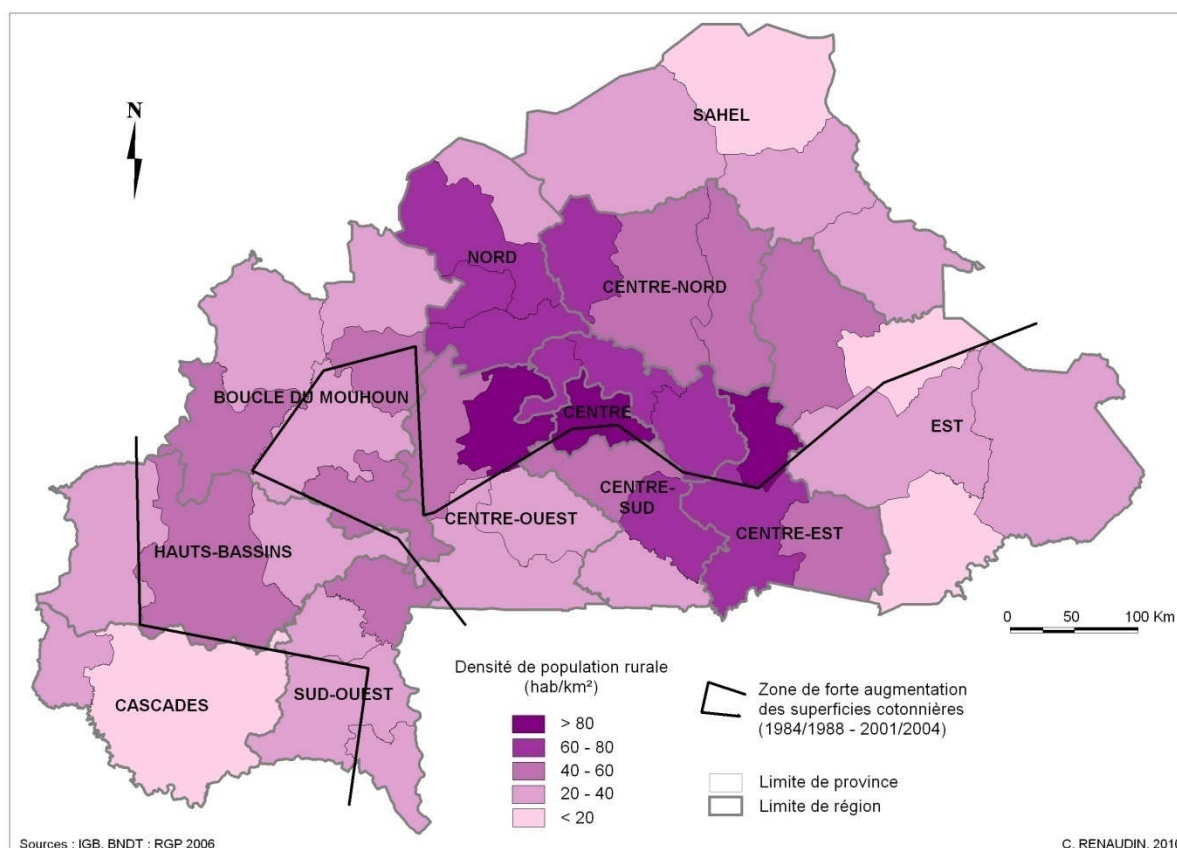 N
SAHEL
NORD
CENTRE-NORD
BOUCLE DU MOUHOUN
CENTRE
EST
CENTRE-
SUD
CENTRE-OUEST
CENTRE-EST
HAUTS-BASSINS
CASCADES
SUD-OUEST
0 50 100 Km
Densité de population rurale
(hab/km²)
> 80
60 - 80
40 - 60
20 - 40
< 20
Zone de forte augmentation
des superficies cotonnières
(1984/1988 - 2001/2004)
Limite de province
Limite de région
Sources : IGB, BNDT ; RGP 2006
C. RENAUDIN, 2010